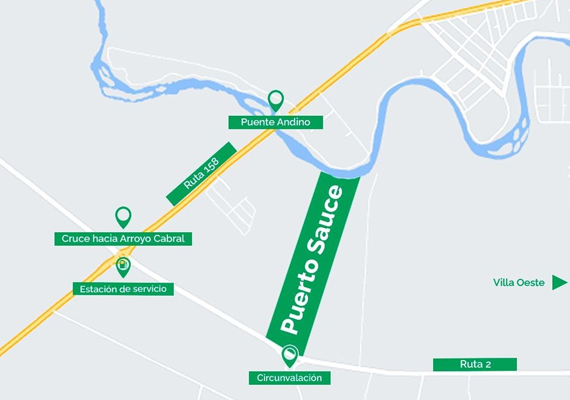 Puente Andino
Ruta 158
Puerto Sauce
Cruce hacia Arroyo Cabral
Estación de servicio
Villa Oeste
Ruta 2
Circunvalación